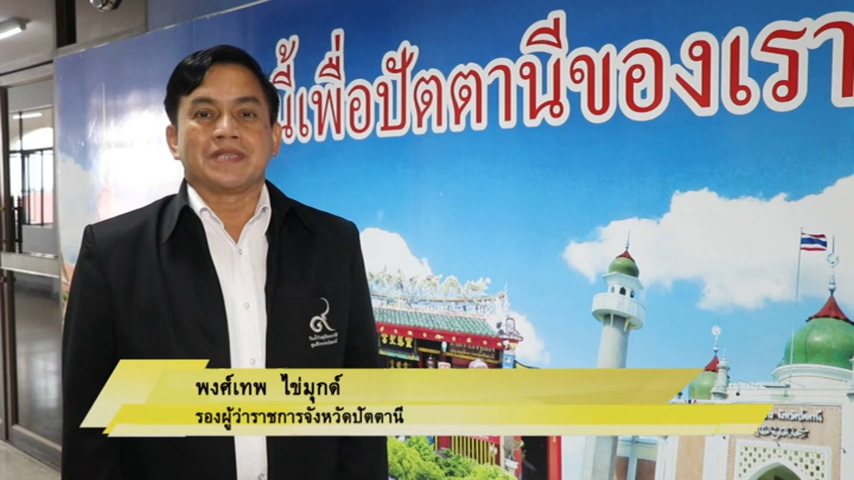 นี้เพื่อปัตตานีของเรา
พงศ์เทพ ไข่มุกด์
รองผู้ว่าราชการจังหวัดปัตตานี